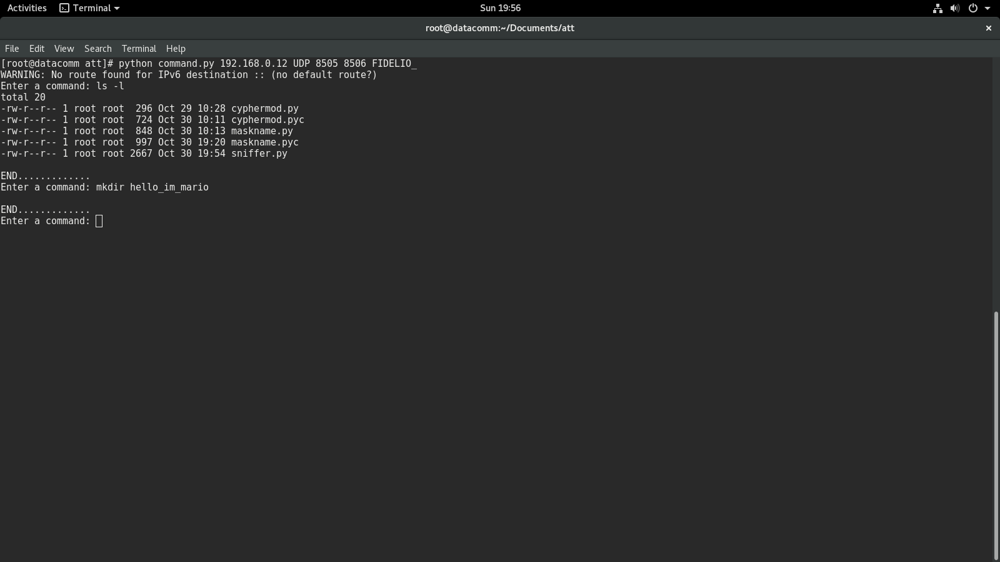 Activities Terminal Sun 19:56
root@datacomm:~/Documents/att
File Edit View Search Terminal Help
[root@datacomm att]# python command.py 192.168.0.12 UDP 8505 8506 FIDELIO_
WARNING: No route found for IPv6 destination :: (no default route?)
Enter a command: ls -l
total 20
-rw-r--r-- 1 root root  296 Oct 29 10:28 cyphermod.py
-rw-r--r-- 1 root root  724 Oct 30 10:11 cyphermod.pyc
-rw-r--r-- 1 root root  848 Oct 30 10:13 maskname.py
-rw-r--r-- 1 root root  997 Oct 30 19:20 maskname.pyc
-rw-r--r-- 1 root root 2667 Oct 30 19:54 sniffer.py
END.............
Enter a command: mkdir hello_im_mario
END.............
Enter a command: